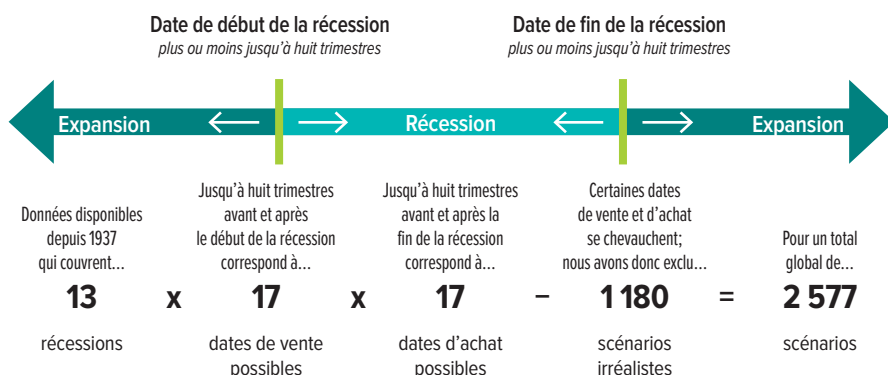 Date de début de la récession
plus ou moins jusqu'à huit trimestres
Date de fin de la récession
plus ou moins jusqu'à huit trimestres
Expansion
Récession
Expansion
Données disponibles
depuis 1937
qui couvrent...
13
récessions
x
Jusqu'à huit trimestres
avant et après
le début de la récession
correspond à...
17
dates de vente
possibles
x
Jusqu'à huit trimestres
avant et après la
fin de la récession
correspond à...
17
dates d'achat
possibles
–
Certaines dates
de vente et d'achat
se chevauchent;
nous avons donc exclu...
1 180
scénarios
irréalistes
=
Pour un total
global de...
2 577
scénarios